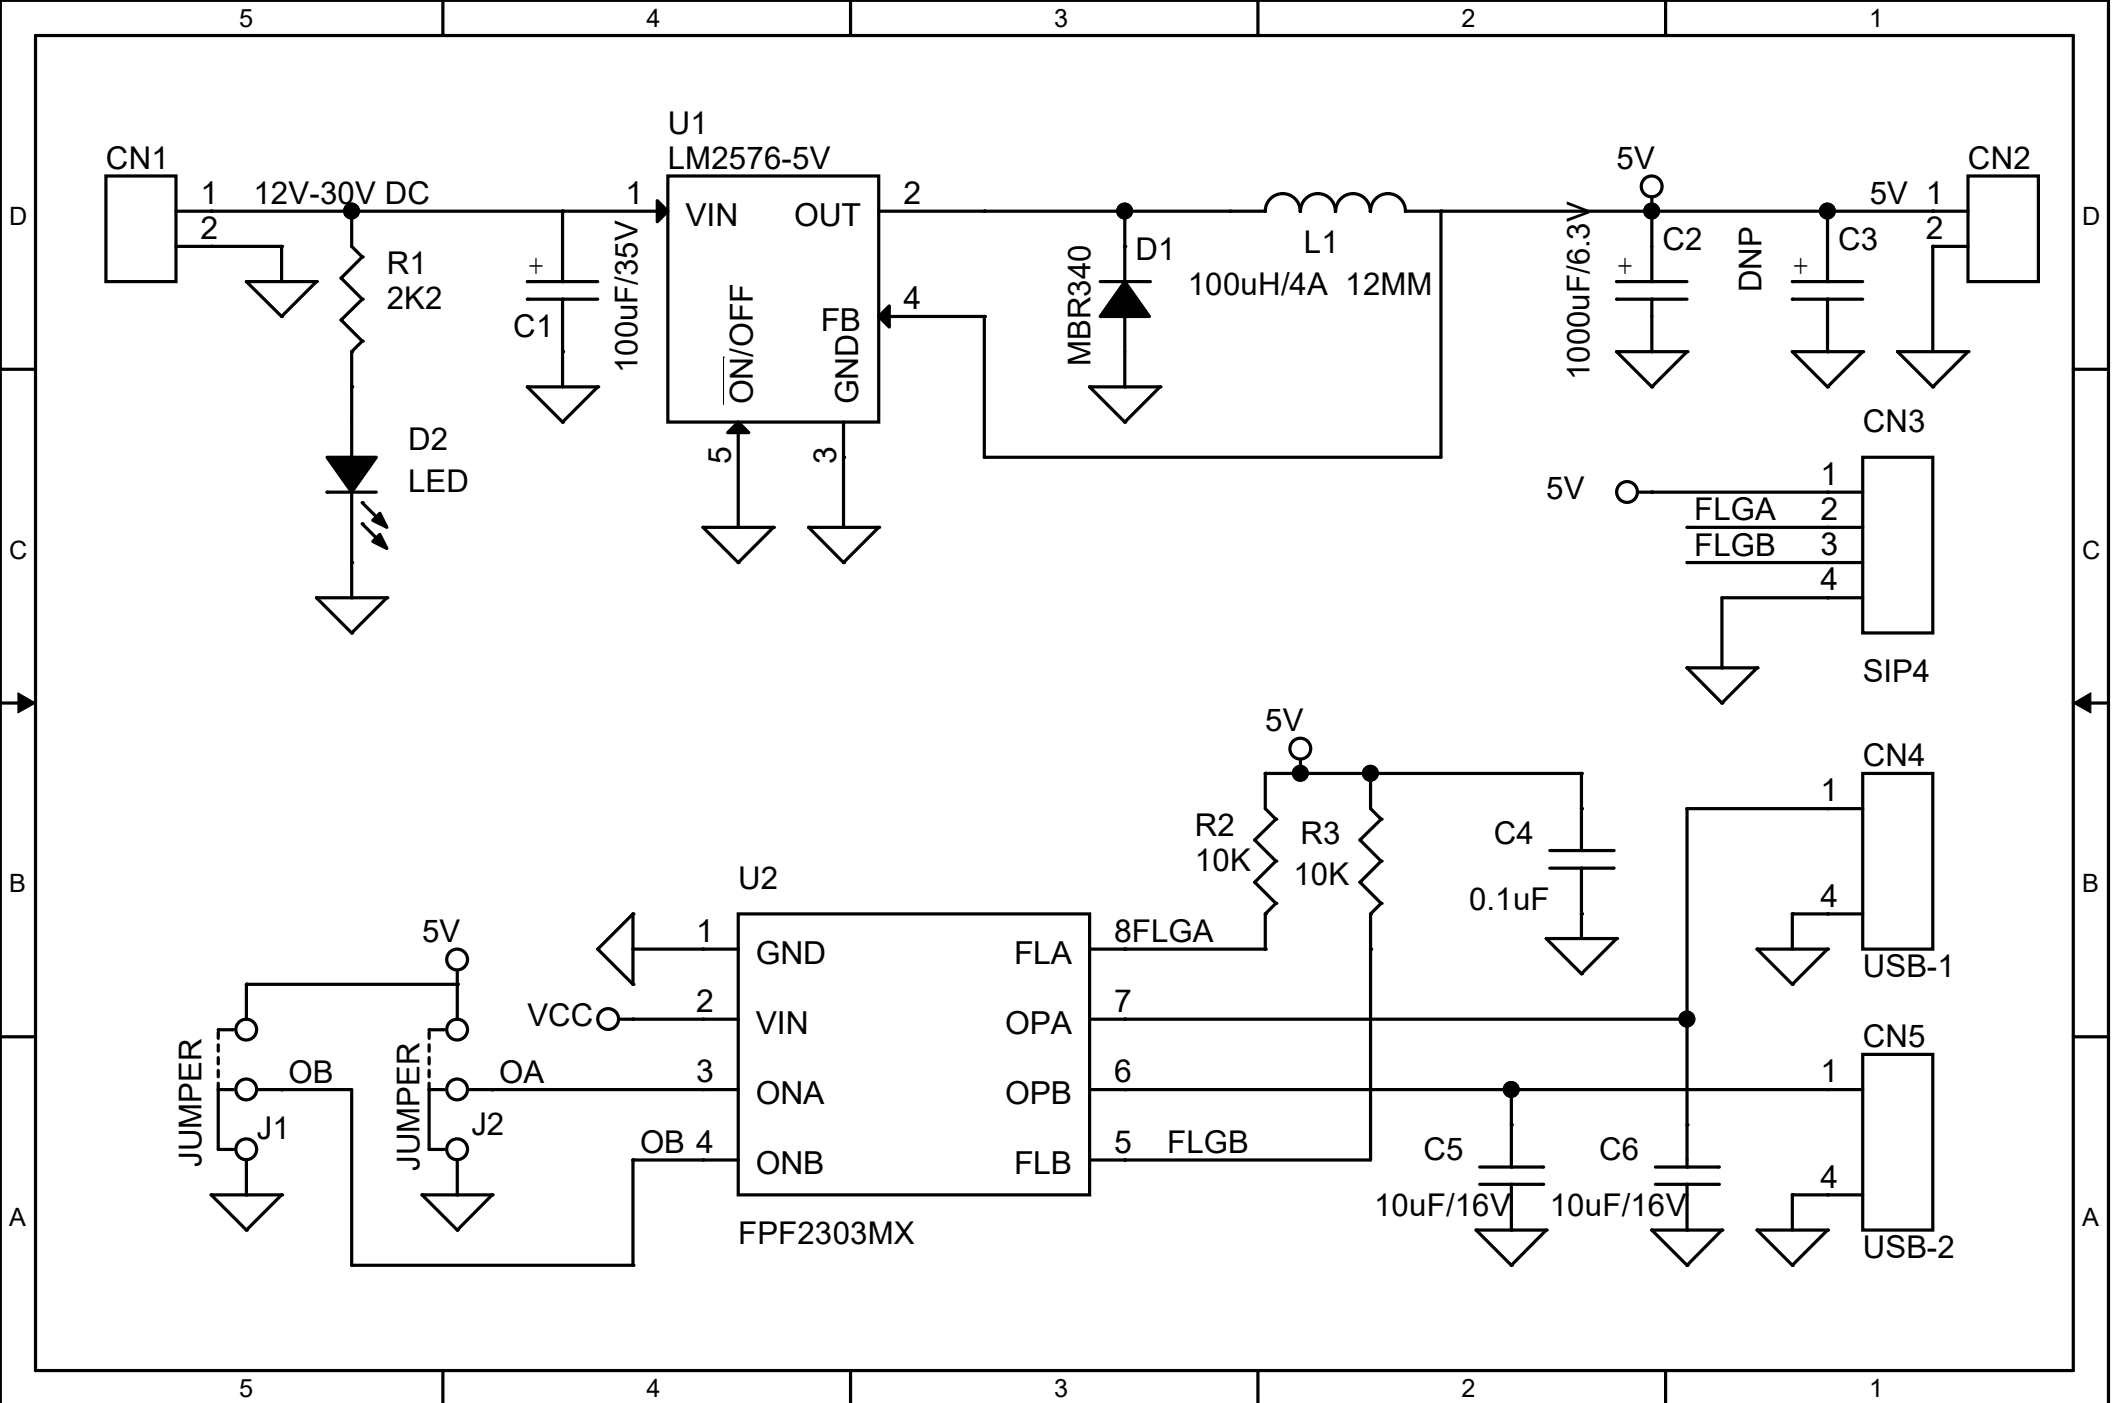 5 4 3 2 1
D
D
C
C
B
B
A
A
CN1
1
2
12V-30V DC
R1
2K2
D2
LED
+
C1
100uF/35V
U1
LM2576-5V
1
VIN
OUT
2
FB
4
ON/OFF
GND
5
3
D1
MBR340
L1
100uH/4A 12MM
5V
C2
+
1000uF/6.3V
C3
+
DNP
5V
1
2
CN2
CN3
5V
1
FLGA 2
FLGB 3
4
SIP4
5V
R2
10K
R3
10K
C4
0.1uF
CN4
1
4
USB-1
U2
1
GND
FLA
8FLGA
VCC
2
VIN
OPA
7
OA
3
ONA
OPB
6
OB 4
ONB
FLB
5
FLGB
FPF2303MX
5V
JUMPER
OB
J1
JUMPER
J2
C5
10uF/16V
C6
10uF/16V
CN5
1
4
USB-2
5 4 3 2 1